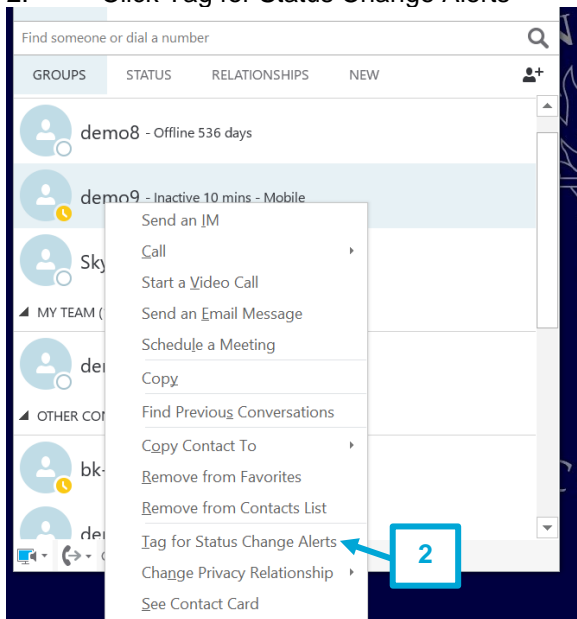 2. Click Tag for Status Change Alerts
Find someone or dial a number
GROUPS STATUS RELATIONSHIPS NEW
demo8 - Offline 536 days
demo9 - Inactive 10 mins - Mobile
Send an IM
Call
Sky
Start a Video Call
MY TEAM (
Send an Email Message
Schedule a Meeting
Copy
Find Previous Conversations
OTHER CO
Copy Contact To
bk-
Remove from Favorites
Remove from Contacts List
Tag for Status Change Alerts
2
Change Privacy Relationship
See Contact Card